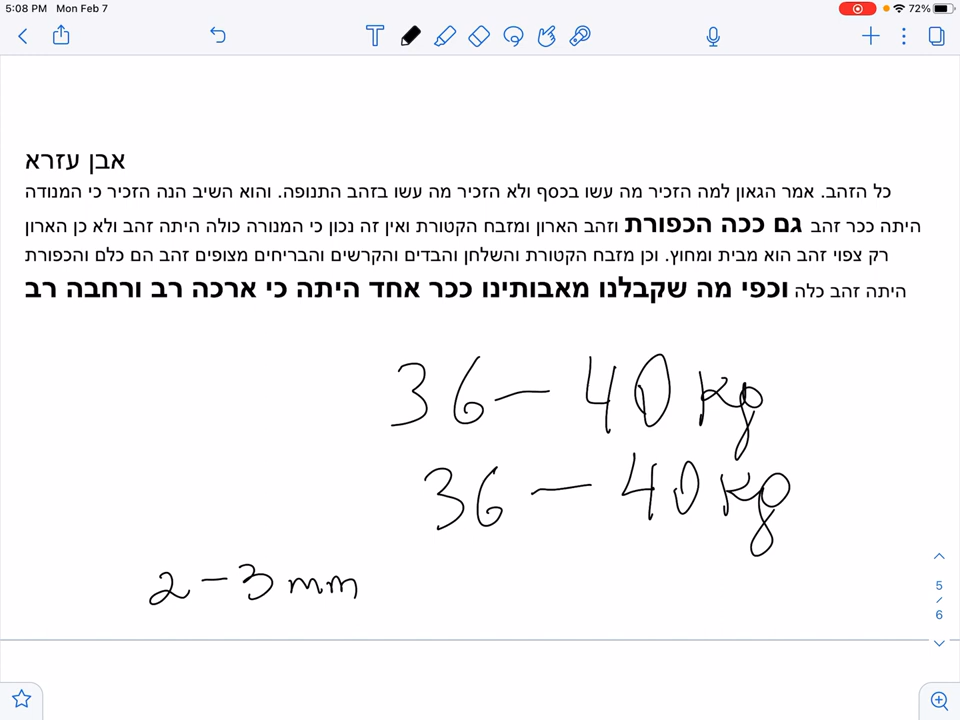 5:08 PM Mon Feb 7
72%
אבן עזרא
כל הזהב. אמר הגאון למה הזכיר מה עשו בכסף ולא הזכיר מה עשו בזהב התנופה. והוא השיב הנה הזכיר כי המנודה
היתה ככר זהב גם ככה הכפורת וזהב הארון ומזבח הקטורת ואין זה נכון כי המנורה כולה היתה זהב ולא כן הארון
רק צפוי זהב הוא מבית ומחוץ. וכן מזבח הקטורת והשלחן והבדים והקרשים והבריחים מצופים זהב הם כלם והכפורת
היתה זהב כלה וכפי מה שקבלנו מאבותינו ככר אחד היתה כי ארכה רב ורחבה רב
36 – 40 kg
36 – 40 kg
2 – 3 mm
5
/
6